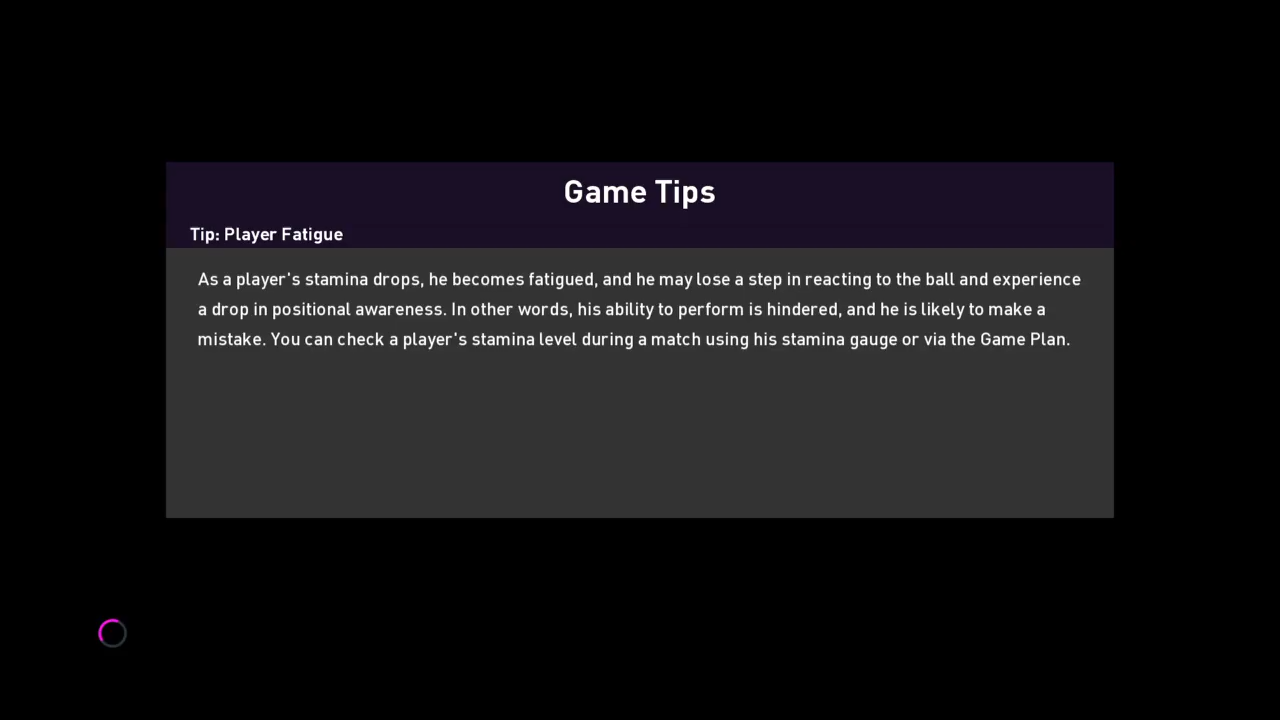 Game Tips
Tip: Player Fatigue
As a player's stamina drops, he becomes fatigued, and he may lose a step in reacting to the ball and experience
a drop in positional awareness. In other words, his ability to perform is hindered, and he is likely to make a
mistake. You can check a player's stamina level during a match using his stamina gauge or via the Game Plan.